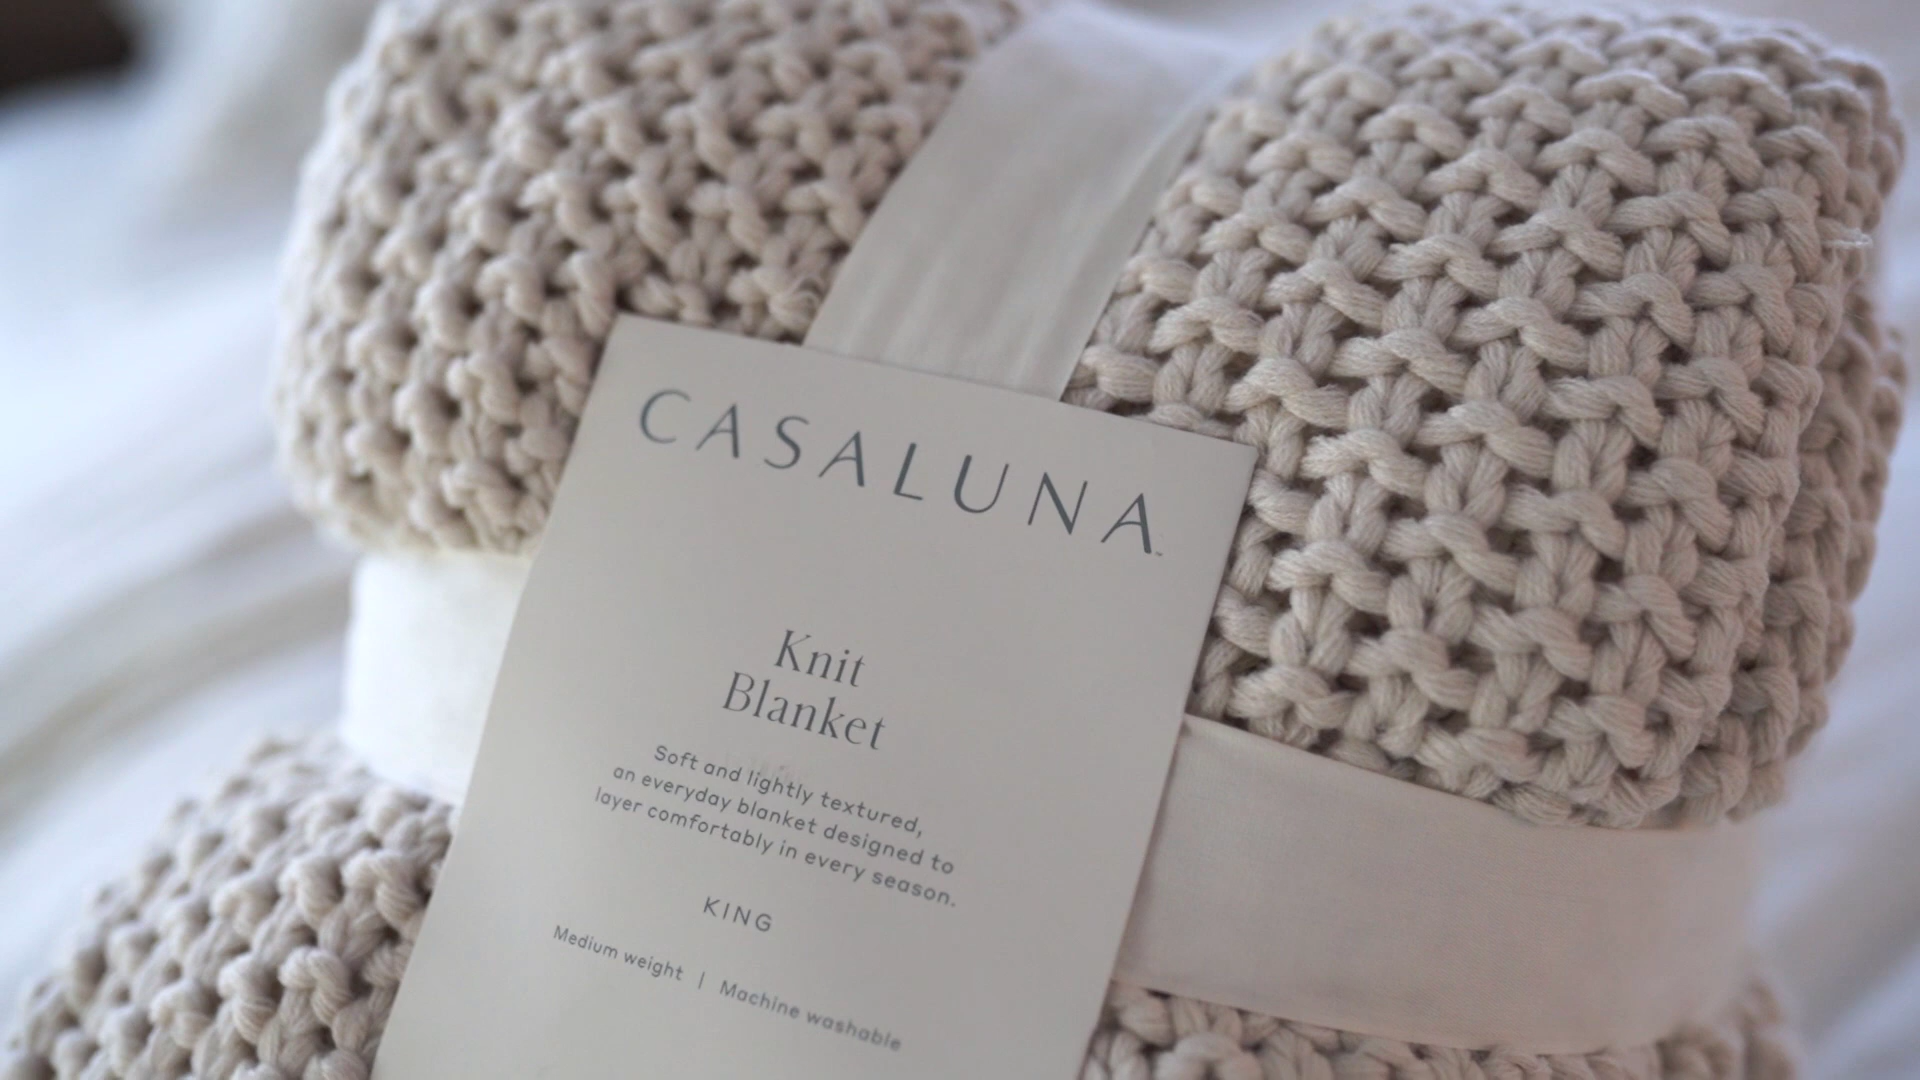 CASALUNA™
Knit
Blanket
Soft and lightly textured,
an everyday blanket designed to
layer comfortably in every season.
KING
Medium weight | Machine washable